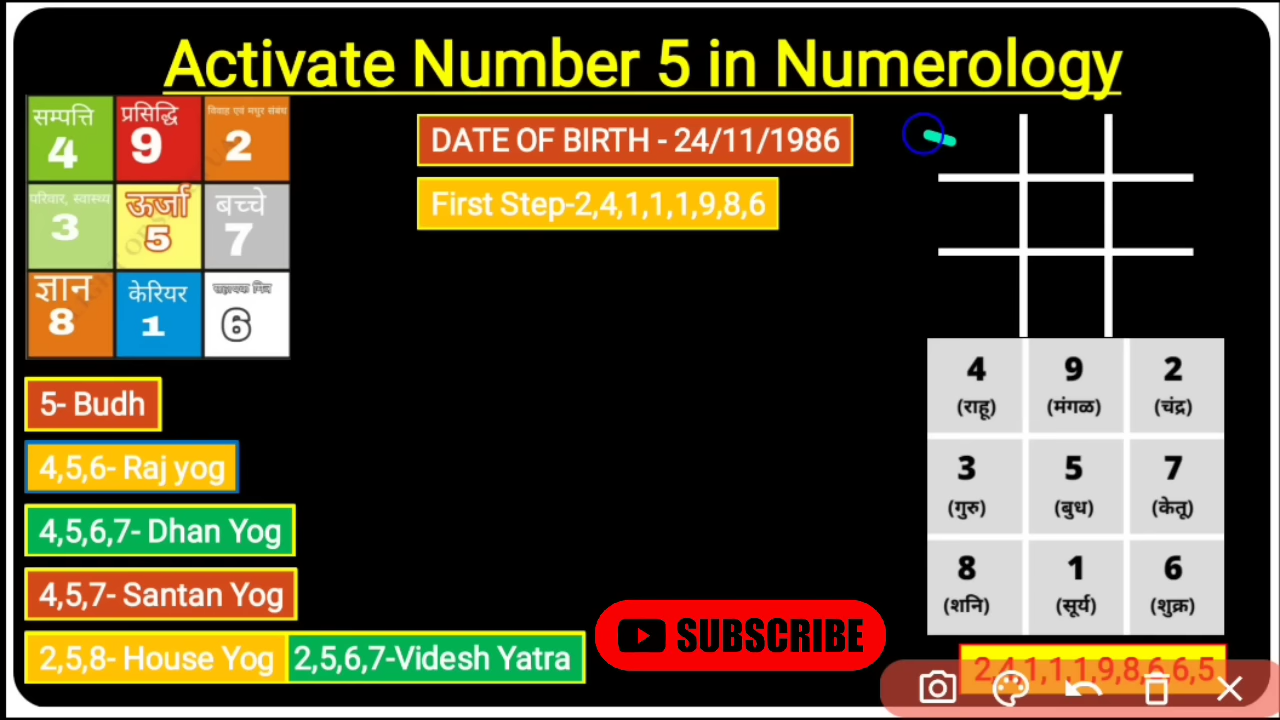 Activate Number 5 in Numerology
सम्पत्ति प्रसिद्धि विवाह एवं मधुर संबंध
4 9 2
परिवार, स्वास्थ्य ऊर्जा बच्चे
3 5 7
ज्ञान केरियर सहायक मित्र
8 1 6
DATE OF BIRTH - 24/11/1986
First Step-2,4,1,1,1,9,8,6
5- Budh
4,5,6- Raj yog
4,5,6,7- Dhan Yog
4,5,7- Santan Yog
2,5,8- House Yog 2,5,6,7-Videsh Yatra
SUBSCRIBE
4 9 2
(राहू) (मंगळ) (चंद्र)
3 5 7
(गुरु) (बुध) (केतू)
8 1 6
(शनि) (सूर्य) (शुक्र)
2,4,1,1,1,9,8,6,6,5